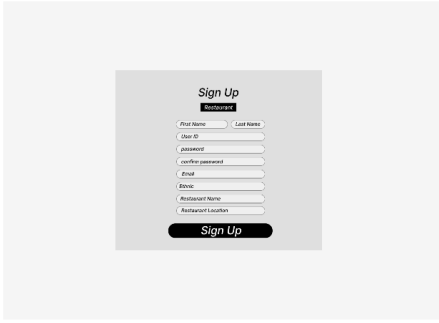 Sign Up
Restaurant
First Name Last Name
User ID
password
confirm password
Email
Ethnic
Restaurant Name
Restaurant Location
Sign Up